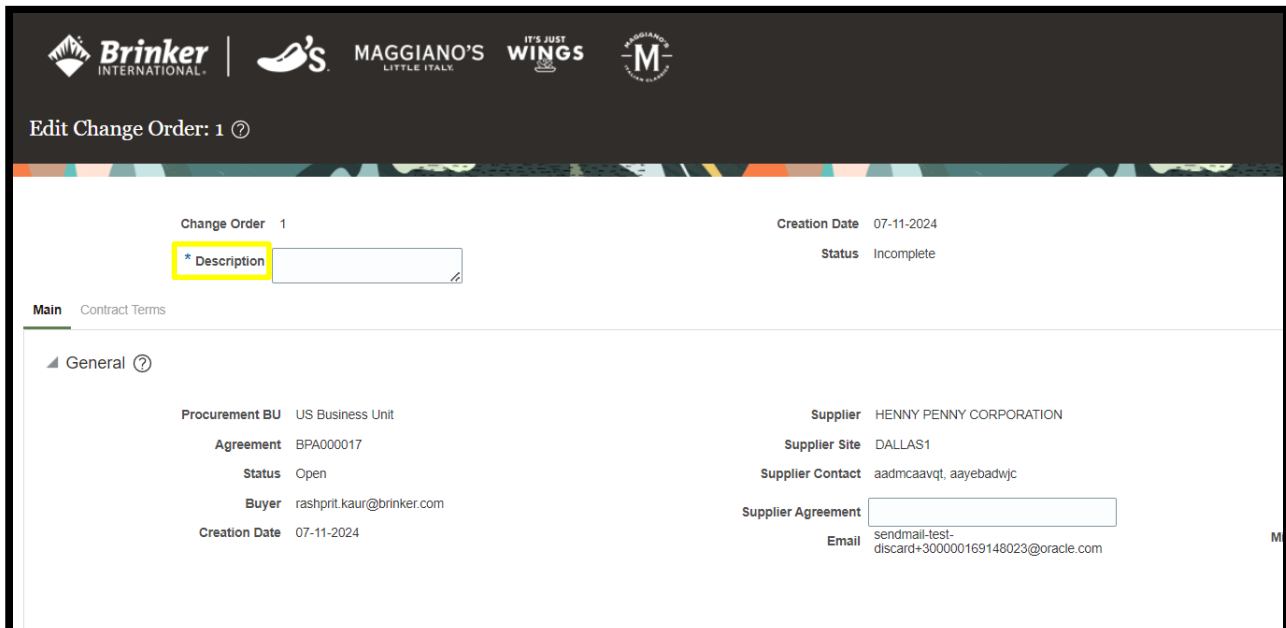 Brinker
INTERNATIONAL.
's.
MAGGIANO'S
LITTLE ITALY.
IT'S JUST
WINGS
MAGGIANO'S
M
ITALIAN CLASSICS
Edit Change Order: 1
Change Order 1
Creation Date 07-11-2024
* Description
Status Incomplete
Main Contract Terms
General
Procurement BU US Business Unit
Supplier HENNY PENNY CORPORATION
Agreement BPA000017
Supplier Site DALLAS1
Status Open
Supplier Contact aadmcaavqt, aayebadwjc
Buyer rashprit.kaur@brinker.com
Supplier Agreement
Creation Date 07-11-2024
Email sendmail-test-
discard+300000169148023@oracle.com